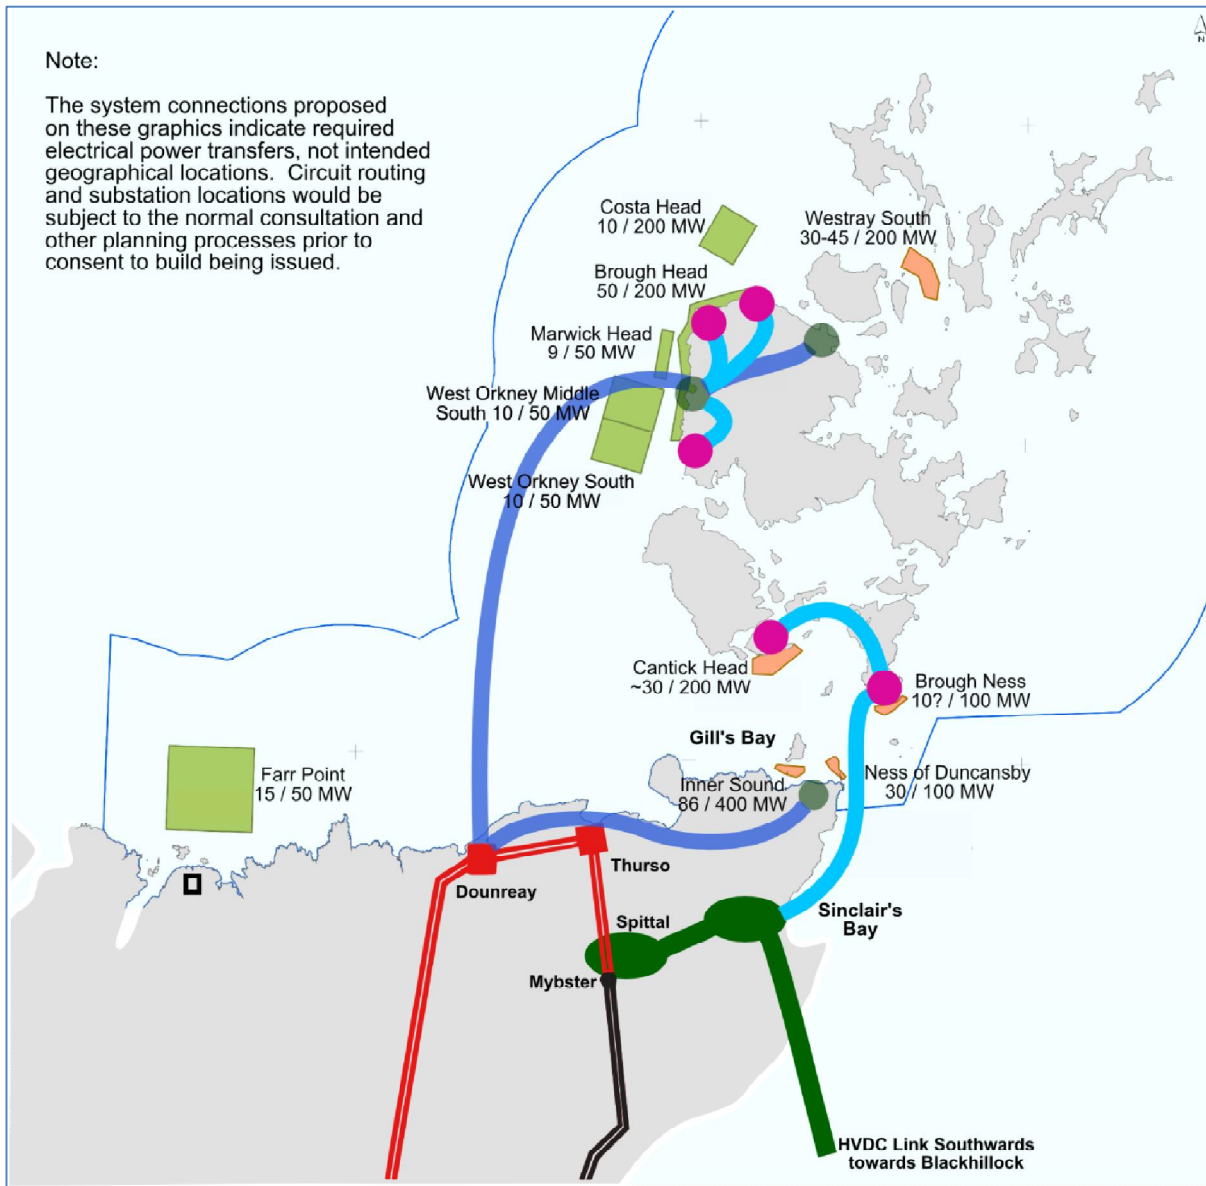 Note:
The system connections proposed
on these graphics indicate required
electrical power transfers, not intended
geographical locations.  Circuit routing
and substation locations would be
subject to the normal consultation and
other planning processes prior to
consent to build being issued.
N
Costa Head
10 / 200 MW
Westray South
30-45 / 200 MW
Brough Head
50 / 200 MW
Marwick Head
9 / 50 MW
West Orkney Middle
South 10 / 50 MW
West Orkney South
10 / 50 MW
Cantick Head
~30 / 200 MW
Brough Ness
10? / 100 MW
Gill's Bay
Farr Point
15 / 50 MW
Inner Sound
86 / 400 MW
Ness of Duncansby
30 / 100 MW
Thurso
Dounreay
Spittal
Sinclair's
Bay
Mybster
HVDC Link Southwards
towards Blackhillock